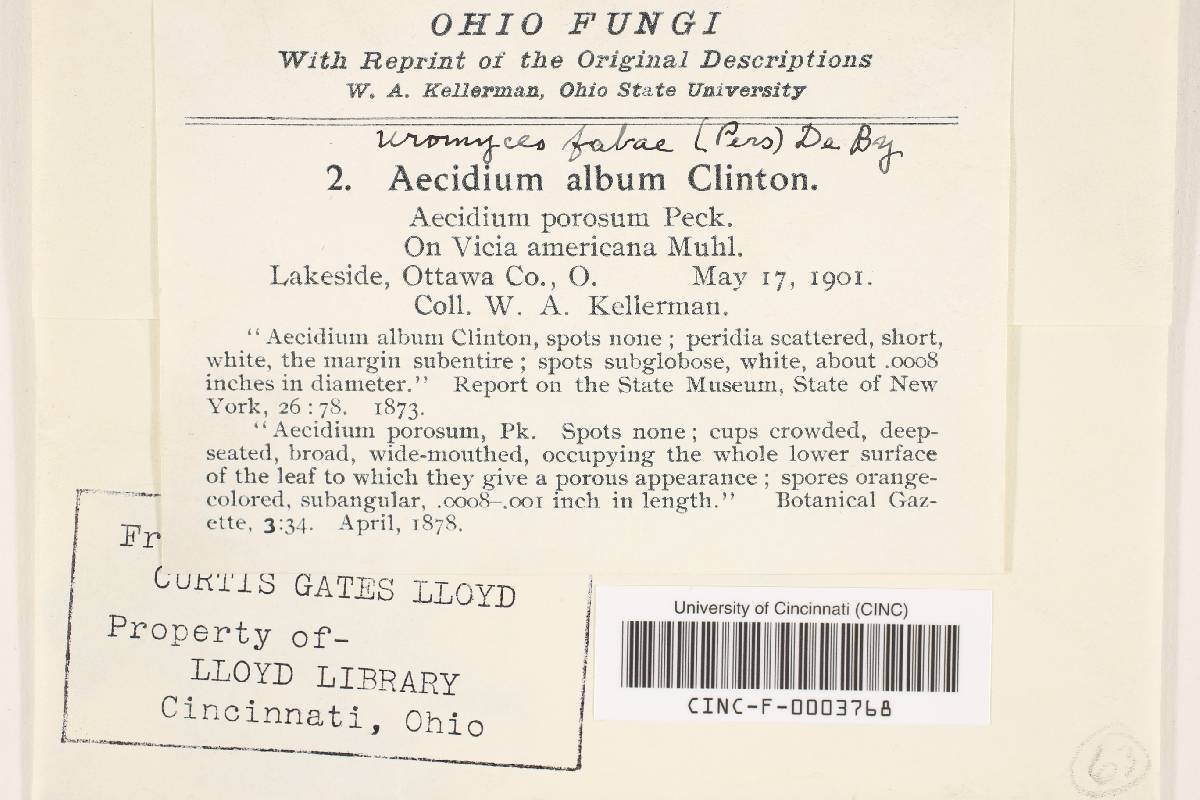 OHIO FUNGI
With Reprint of the Original Descriptions
W. A. Kellerman, Ohio State University
Uromyces fabae (Pers) De By
2. Aecidium album Clinton.
Aecidium porosum Peck.
On Vicia americana Muhl.
Lakeside, Ottawa Co., O. May 17, 1901.
Coll. W. A. Kellerman.
"Aecidium album Clinton, spots none; peridia scattered, short,
white, the margin subentire; spots subglobose, white, about .0008
inches in diameter." Report on the State Museum, State of New
York, 26:78. 1873.
"Aecidium porosum, Pk. Spots none; cups crowded, deep-
seated, broad, wide-mouthed, occupying the whole lower surface
of the leaf to which they give a porous appearance; spores orange-
colored, subangular, .0008–.001 inch in length." Botanical Gaz-
ette, 3:34. April, 1878.
Fr
CURTIS GATES LLOYD
Property of-
LLOYD LIBRARY
Cincinnati, Ohio
University of Cincinnati (CINC)
CINC-F-0003768